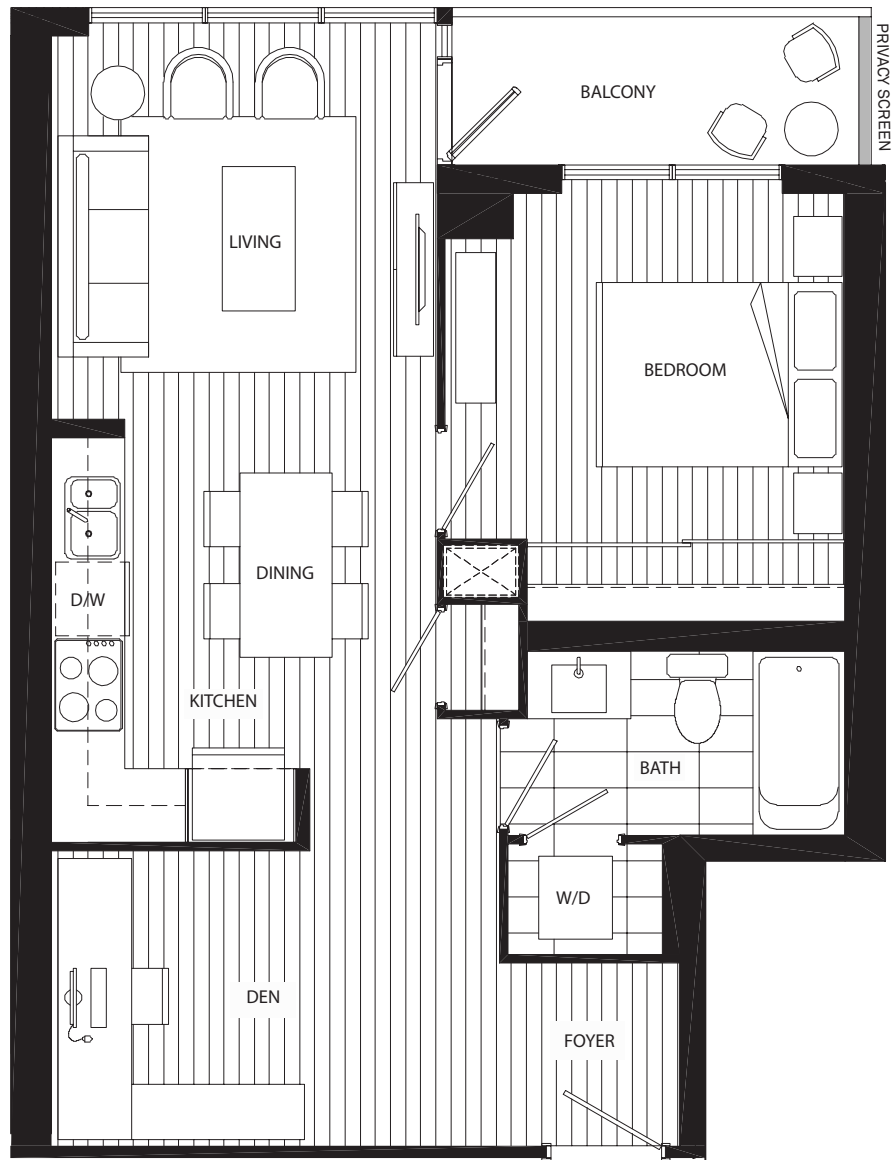 BALCONY
PRIVACY SCREEN
LIVING
BEDROOM
DINING
D/W
KITCHEN
BATH
W/D
DEN
FOYER